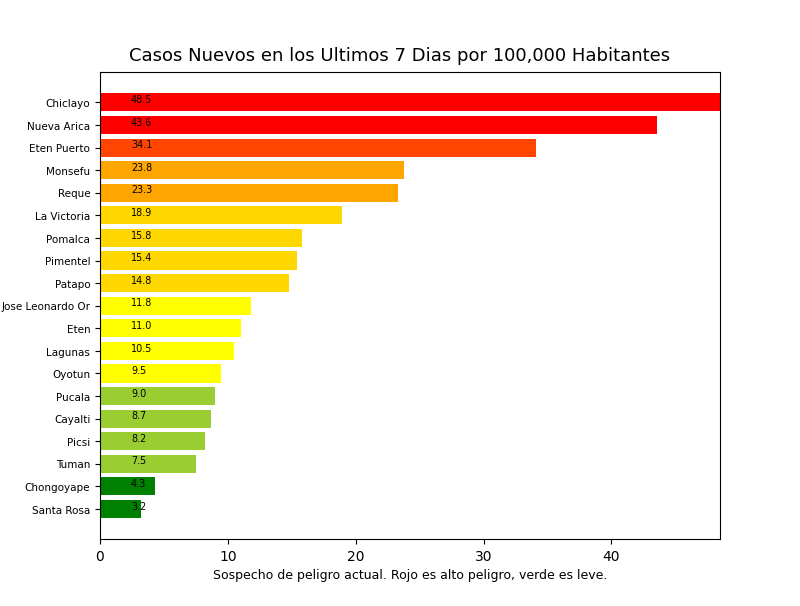 Casos Nuevos en los Ultimos 7 Dias por 100,000 Habitantes
Chiclayo 48.5
Nueva Arica 43.6
Eten Puerto 34.1
Monsefu 23.8
Reque 23.3
La Victoria 18.9
Pomalca 15.8
Pimentel 15.4
Patapo 14.8
Jose Leonardo Or 11.8
Eten 11.0
Lagunas 10.5
Oyotun 9.5
Pucala 9.0
Cayalti 8.7
Picsi 8.2
Tuman 7.5
Chongoyape 4.3
Santa Rosa 3.2
0 10 20 30 40
Sospecho de peligro actual. Rojo es alto peligro, verde es leve.